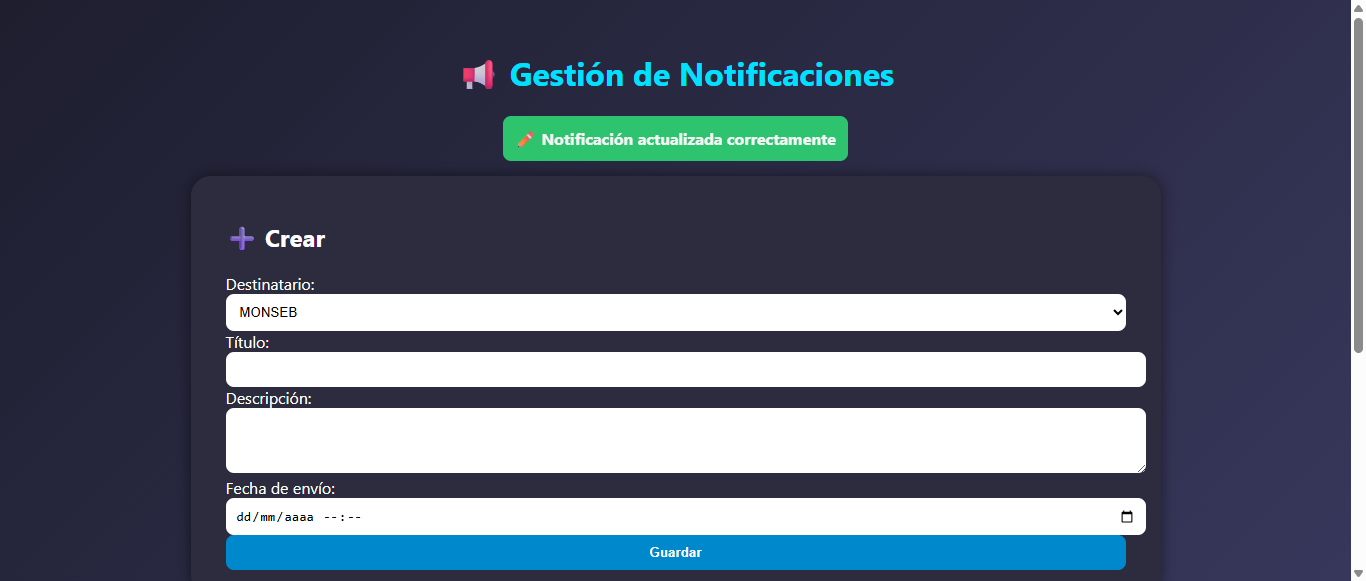 Gestión de Notificaciones
Notificación actualizada correctamente
Crear
Destinatario:
MONSEB
Título:
Descripción:
Fecha de envío:
dd/mm/aaaa --:--
Guardar